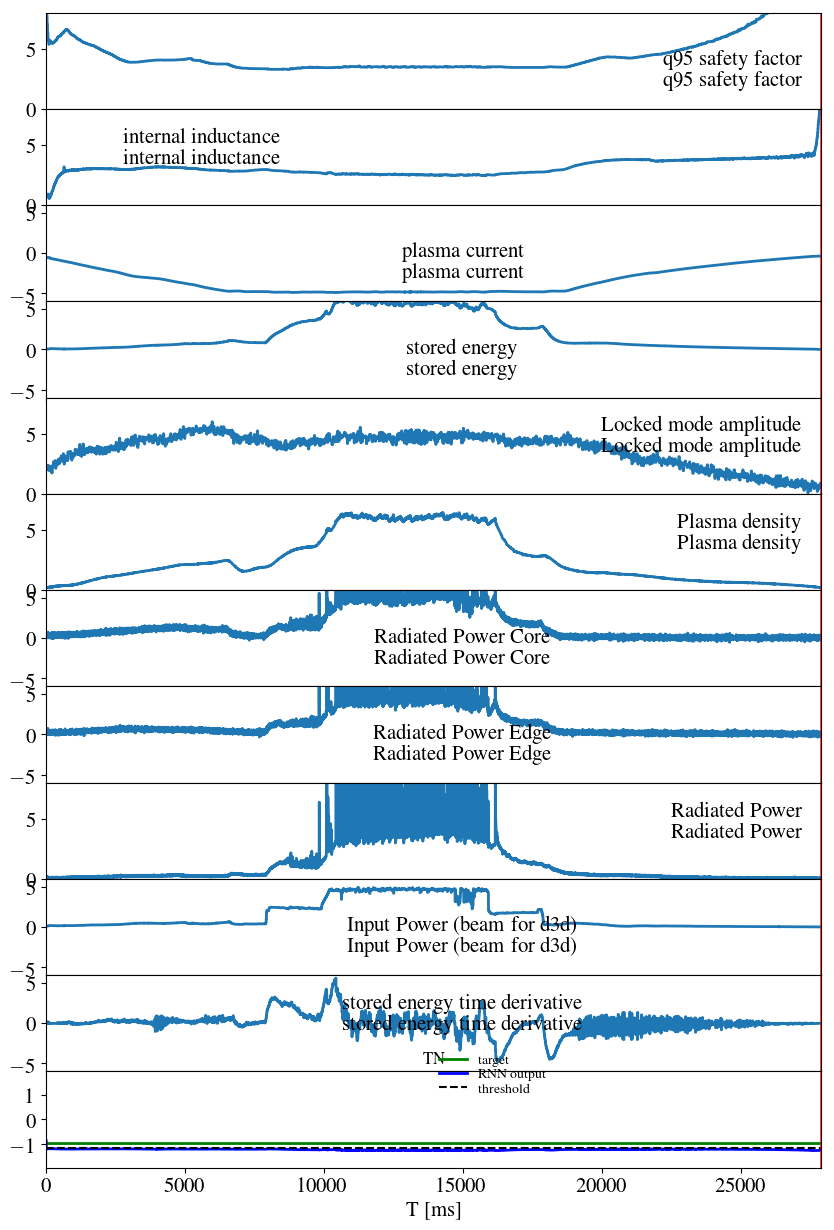 5
q95 safety factor
q95 safety factor
0
internal inductance
5
internal inductance
0
5
plasma current
0
plasma current
−5
5
stored energy
0
stored energy
−5
Locked mode amplitude
5
Locked mode amplitude
0
Plasma density
5
Plasma density
0
5
Radiated Power Core
0
Radiated Power Core
−5
5
Radiated Power Edge
0
Radiated Power Edge
−5
Radiated Power
5
Radiated Power
0
5
Input Power (beam for d3d)
0
Input Power (beam for d3d)
−5
5
stored energy time derivative
0
stored energy time derivative
−5
TN
target
RNN output
threshold
1
0
−1
0 5000 10000 15000 20000 25000
T [ms]